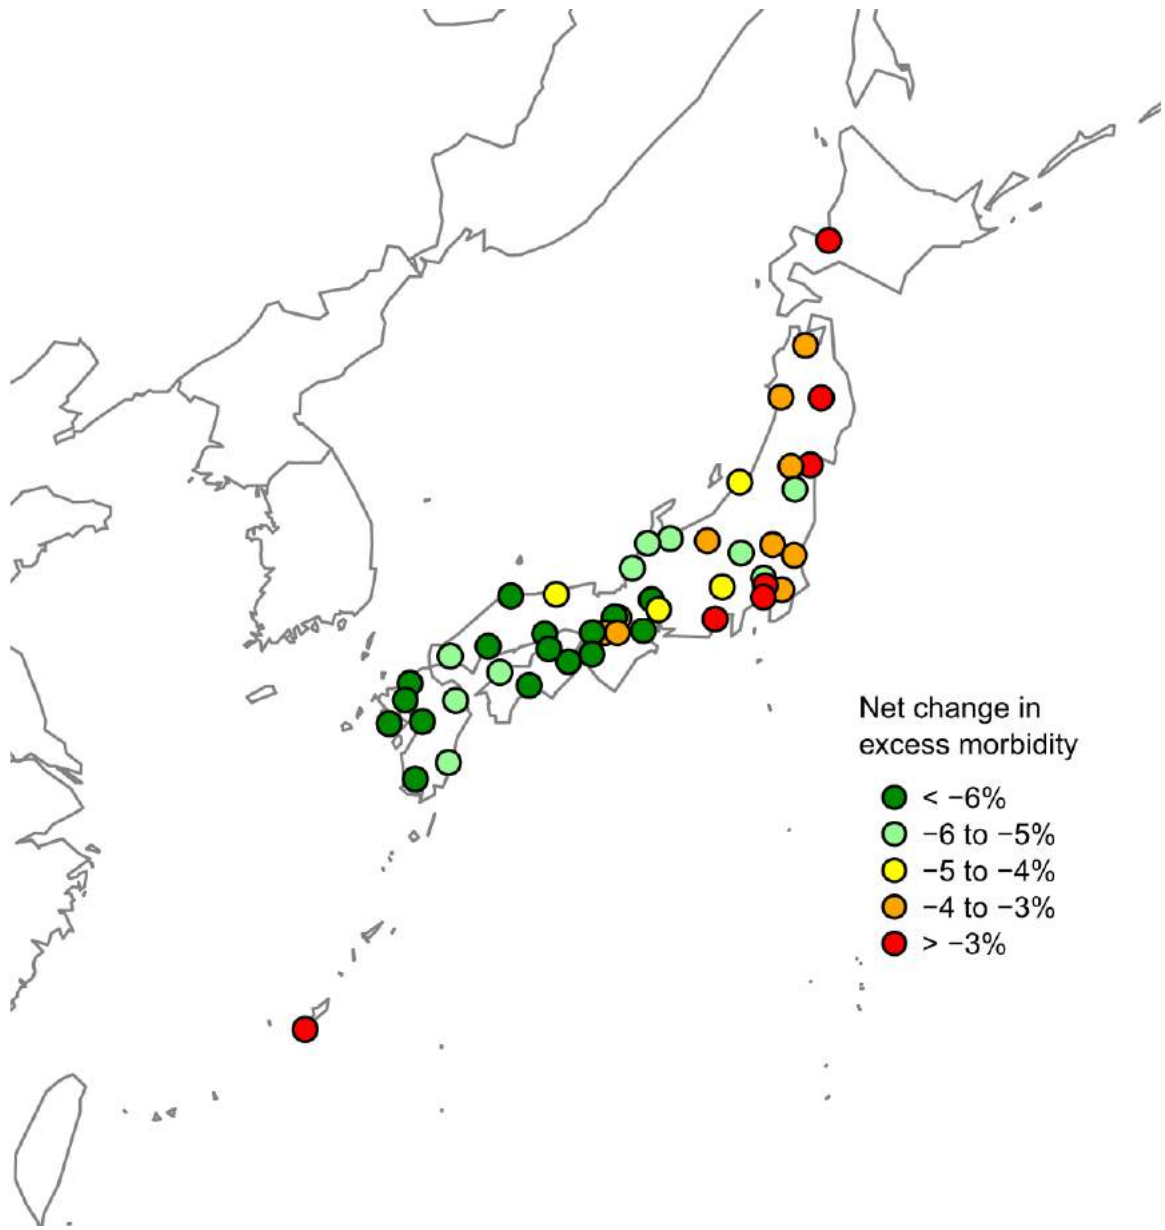 Net change in
excess morbidity
< −6%
−6 to −5%
−5 to −4%
−4 to −3%
> −3%